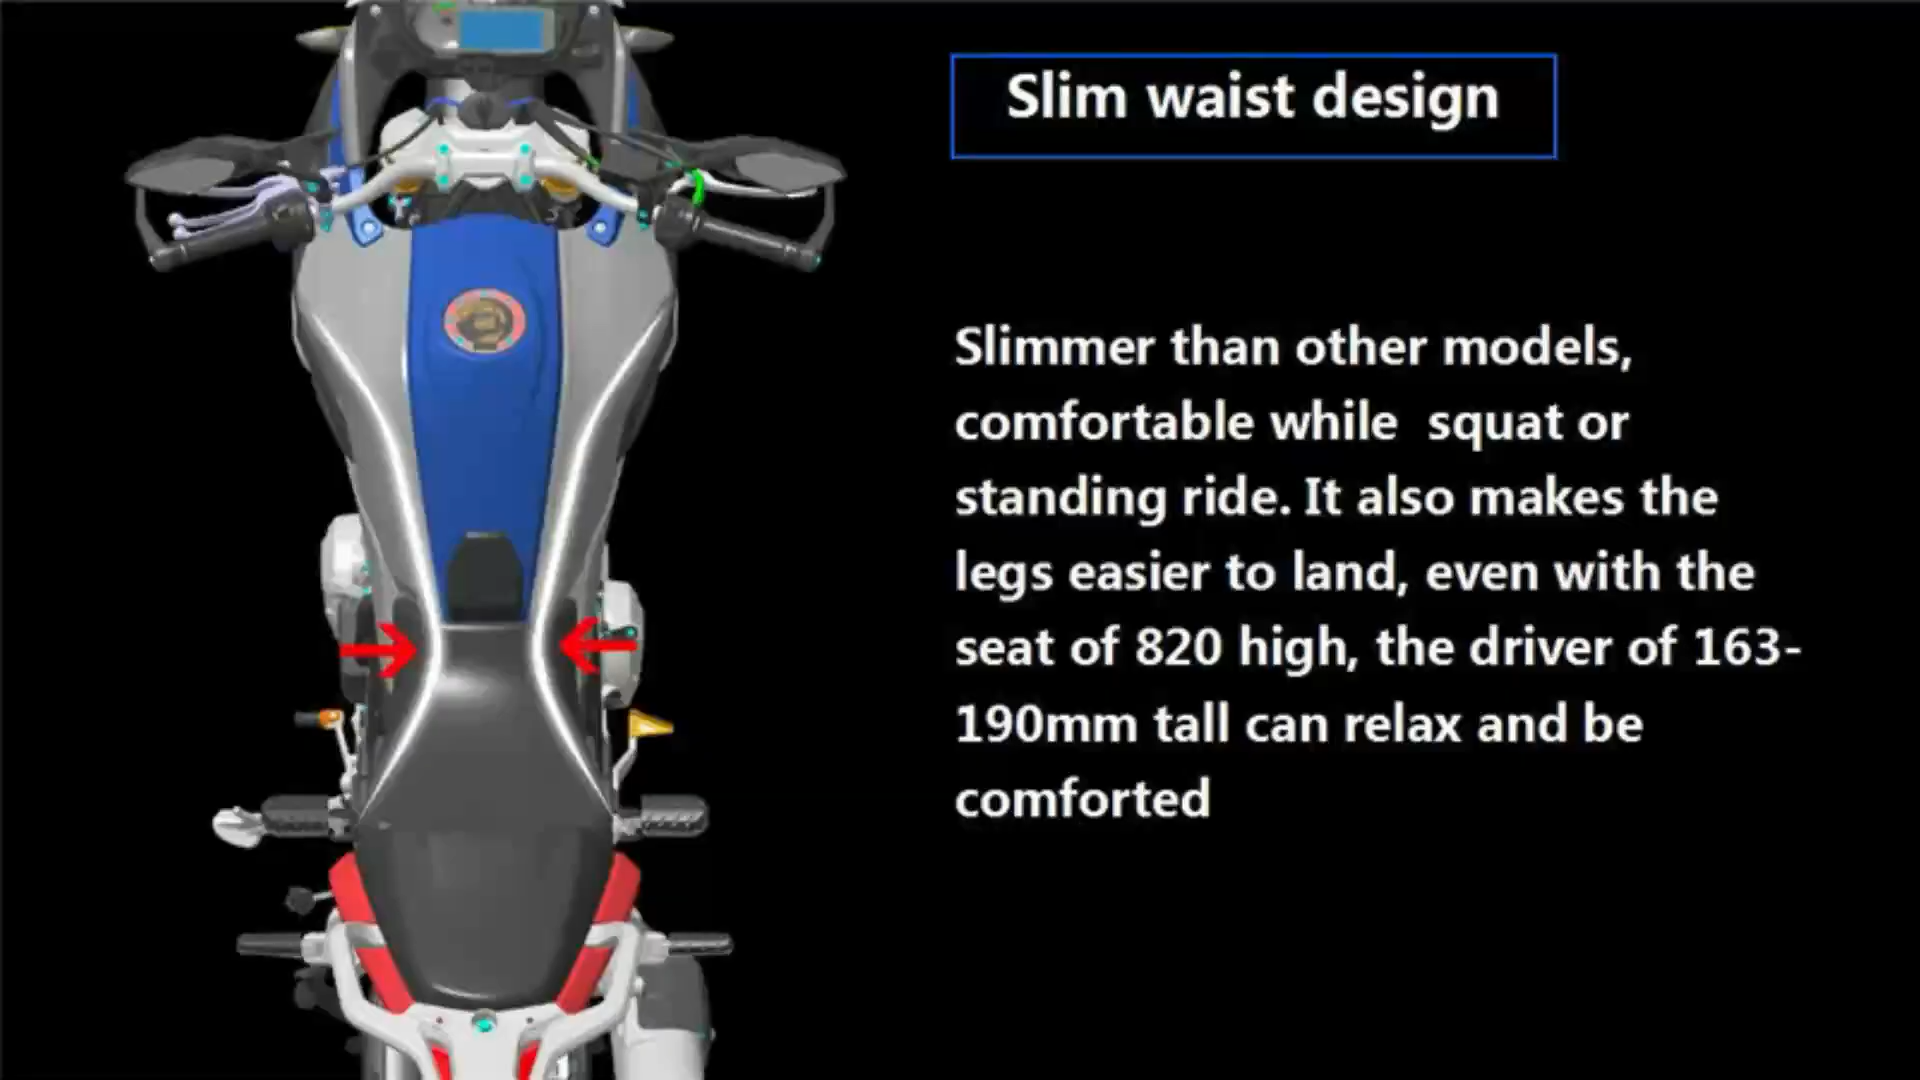 Slim waist design
Slimmer than other models,
comfortable while  squat or
standing ride. It also makes the
legs easier to land, even with the
seat of 820 high, the driver of 163-
190mm tall can relax and be
comforted